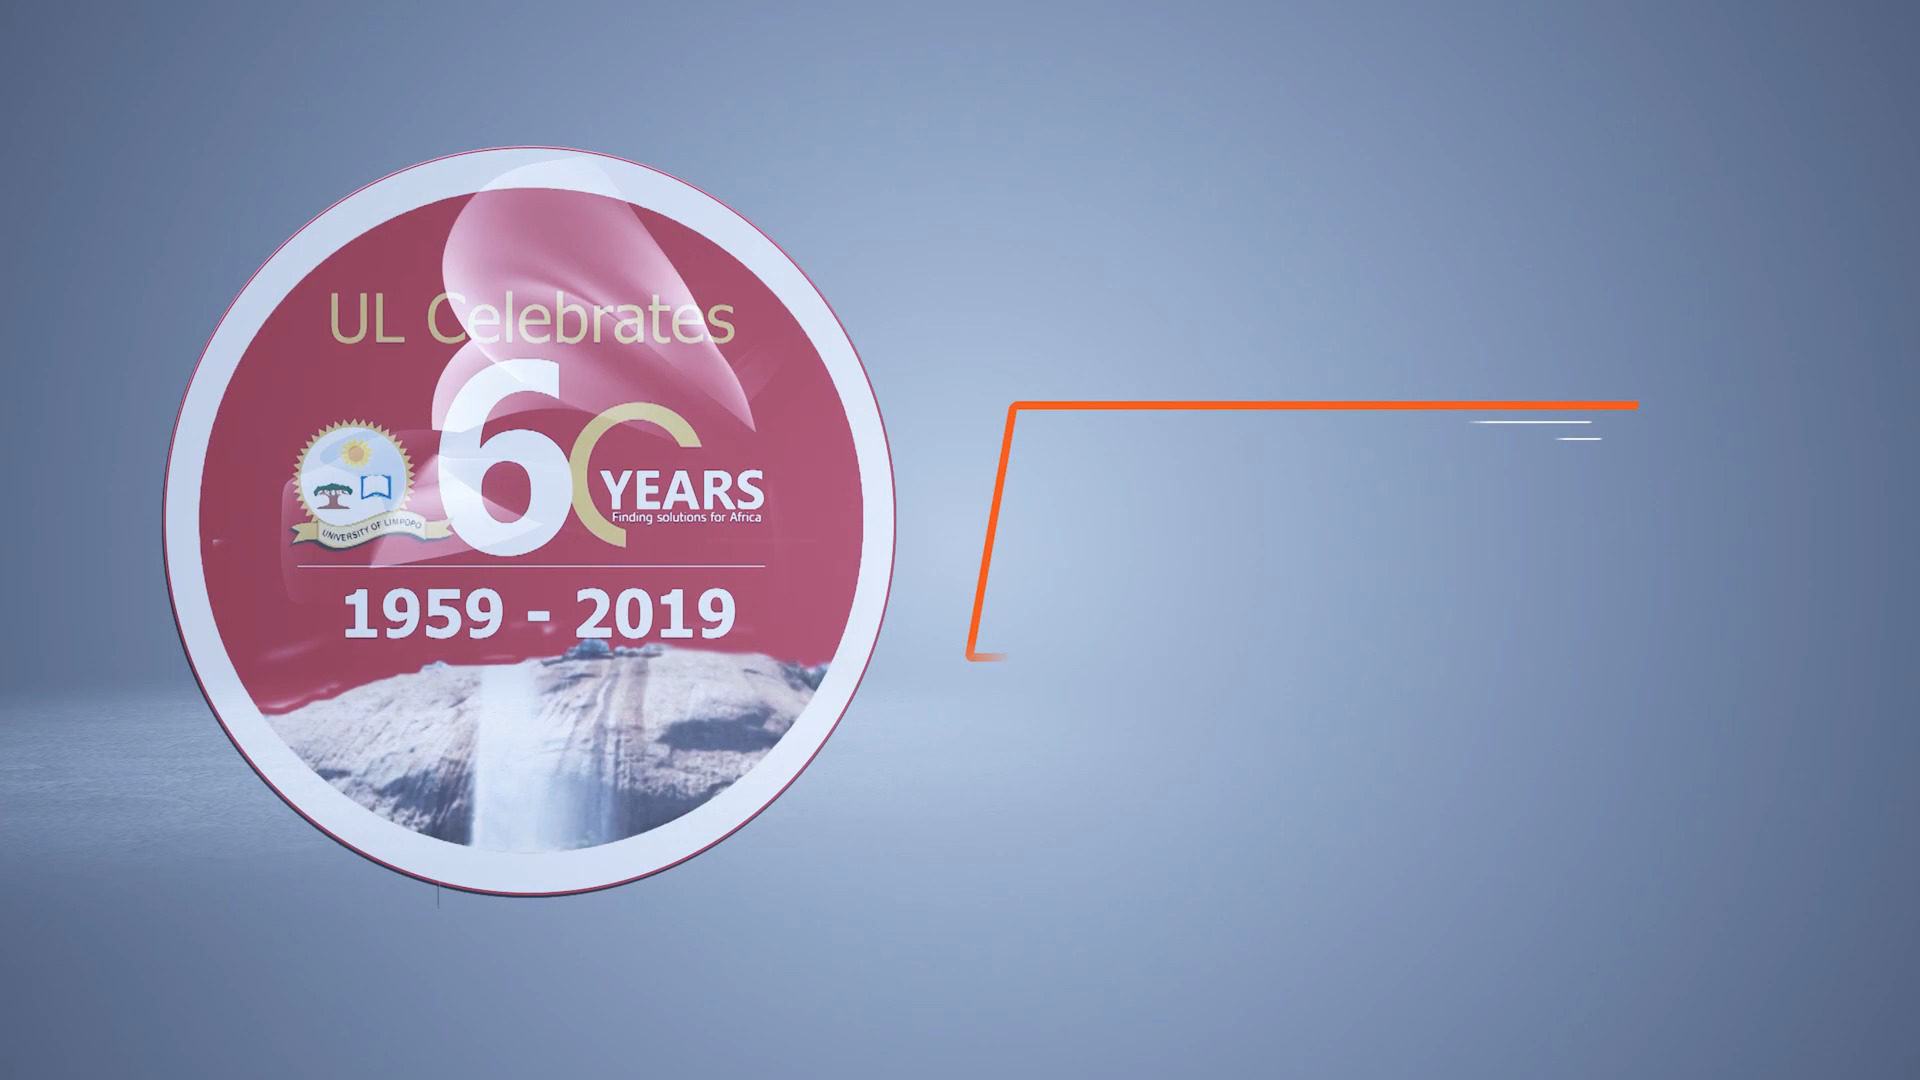 UL Celebrates
60 YEARS
Finding solutions for Africa
UNIVERSITY OF LIMPOPO
1959 - 2019